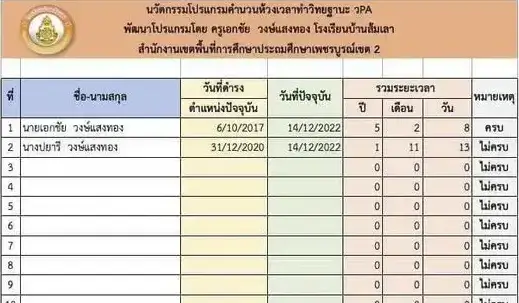 นวัตกรรมโปรแกรมคำนวนห้วงเวลาทำวิทยฐานะ วPA
พัฒนาโปรแกรมโดย ครูเอกชัย วงษ์แสงทอง โรงเรียนบ้านส้มเลา
สำนักงานเขตพื้นที่การศึกษาประถมศึกษาเพชรบูรณ์เขต 2
ที่ ชื่อ-นามสกุล วันที่ดำรงตำแหน่งปัจจุบัน วันที่ปัจจุบัน รวมระยะเวลา หมายเหตุ
ปี เดือน วัน
1 นายเอกชัย วงษ์แสงทอง 6/10/2017 14/12/2022 5 2 8 ครบ
2 นางปยารี วงษ์แสงทอง 31/12/2020 14/12/2022 1 11 13 ไม่ครบ
3 0 0 0 ไม่ครบ
4 0 0 0 ไม่ครบ
5 0 0 0 ไม่ครบ
6 0 0 0 ไม่ครบ
7 0 0 0 ไม่ครบ
8 0 0 0 ไม่ครบ
9 0 0 0 ไม่ครบ